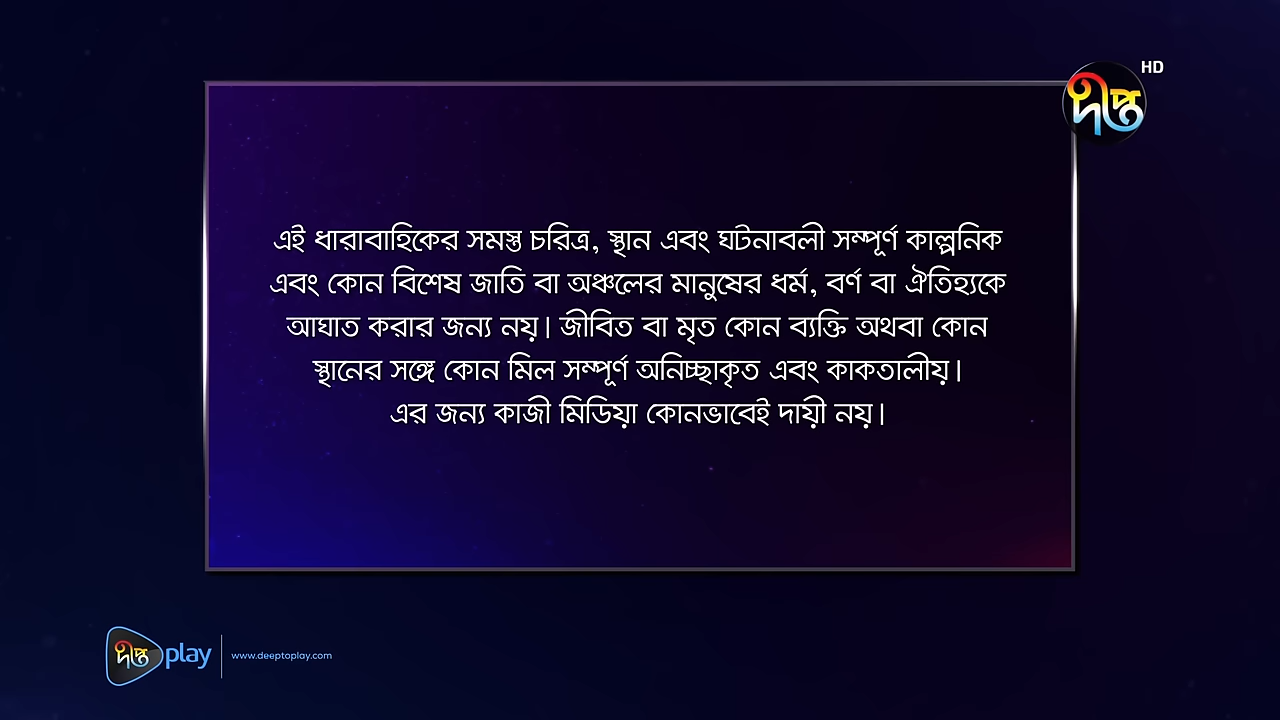 HD
দীপ্ত
এই ধারাবাহিকের সমস্ত চরিত্র, স্থান এবং ঘটনাবলী সম্পূর্ণ কাল্পনিক
এবং কোন বিশেষ জাতি বা অঞ্চলের মানুষের ধর্ম, বর্ণ বা ঐতিহ্যকে
আঘাত করার জন্য নয়। জীবিত বা মৃত কোন ব্যক্তি অথবা কোন
স্থানের সঙ্গে কোন মিল সম্পূর্ণ অনিচ্ছাকৃত এবং কাকতালীয়।
এর জন্য কাজী মিডিয়া কোনভাবেই দায়ী নয়।
দীপ্ত play www.deeptoplay.com